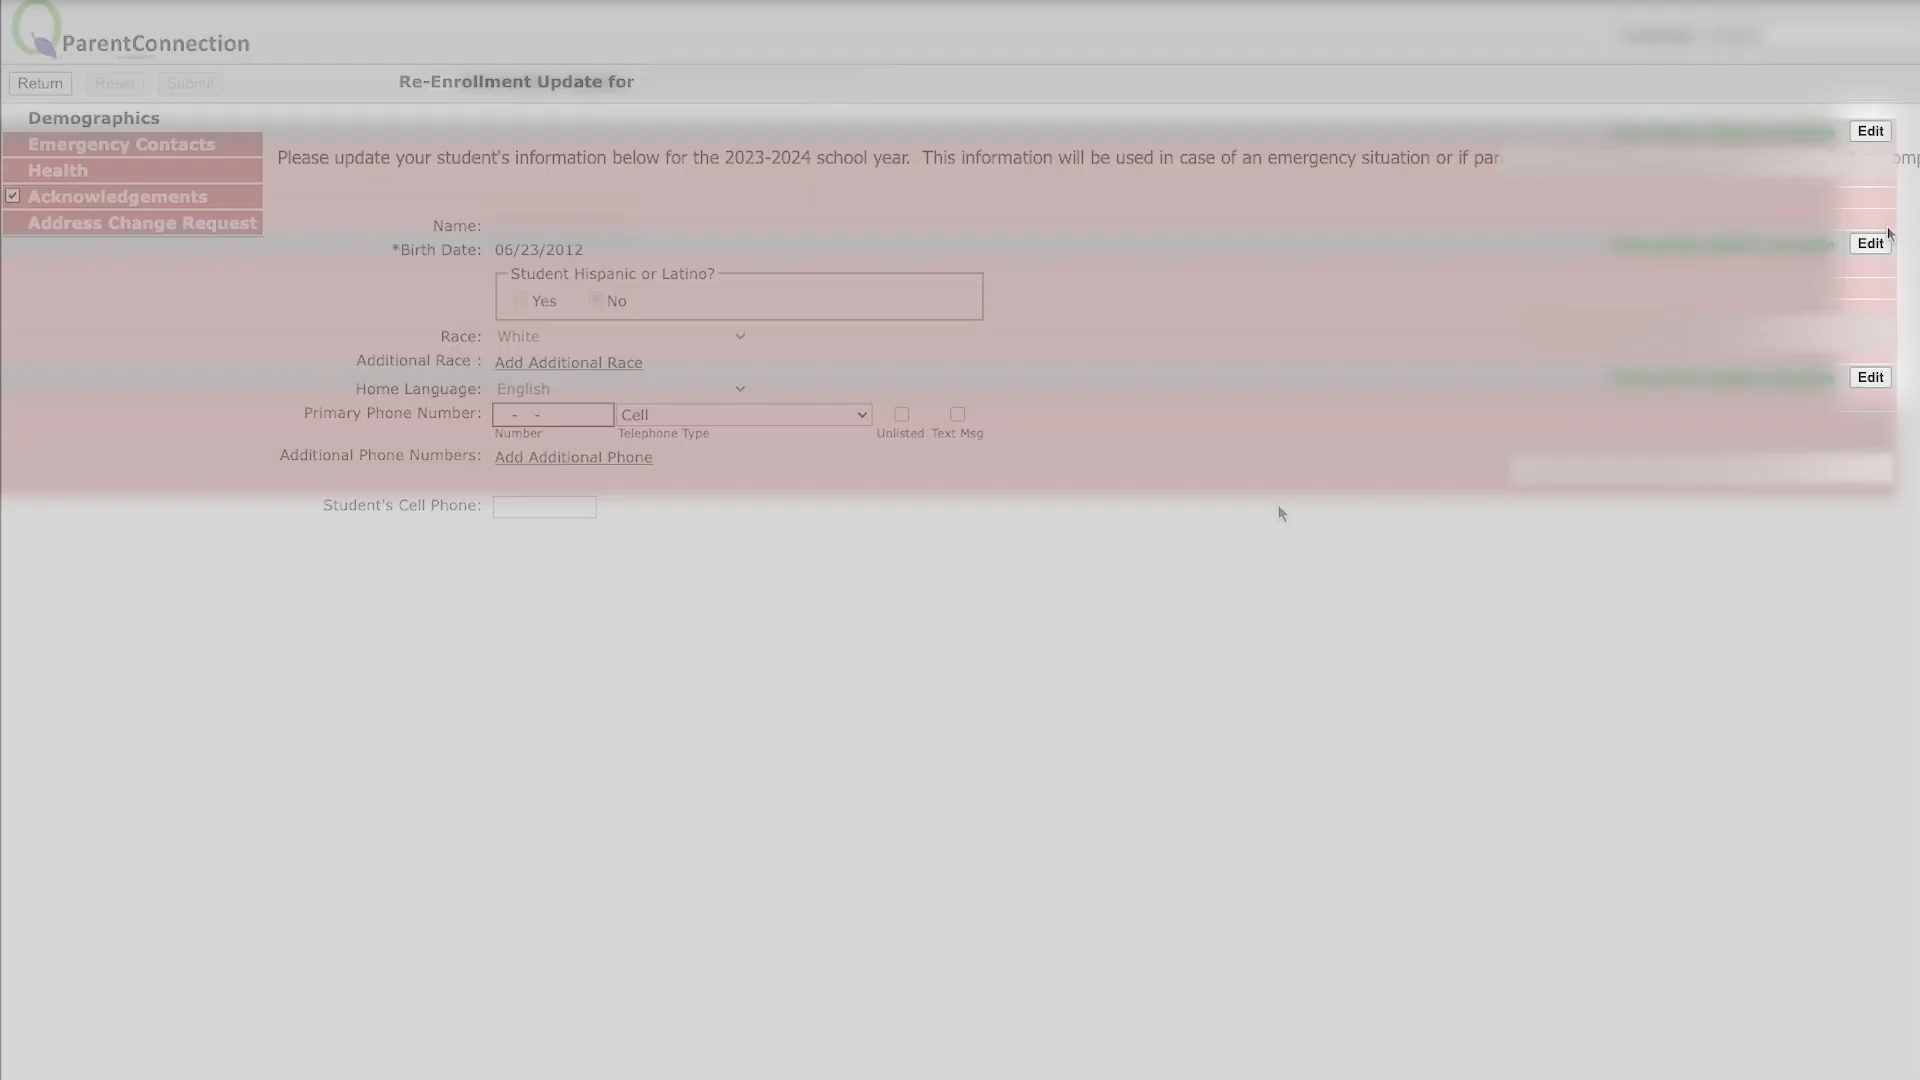 ParentConnection
Return Reset Submit Re-Enrollment Update for
Demographics
Edit
Emergency Contacts
Please update your student's information below for the 2023-2024 school year. This information will be used in case of an emergency situation or if
Health
Acknowledgements
Address Change Request
Name:
Edit
*Birth Date: 06/23/2012
Student Hispanic or Latino?
Yes No
Race: White
Additional Race : Add Additional Race
Edit
Home Language: English
Primary Phone Number: - - Cell
Number Telephone Type Unlisted Text Msg
Additional Phone Numbers: Add Additional Phone
Student's Cell Phone: